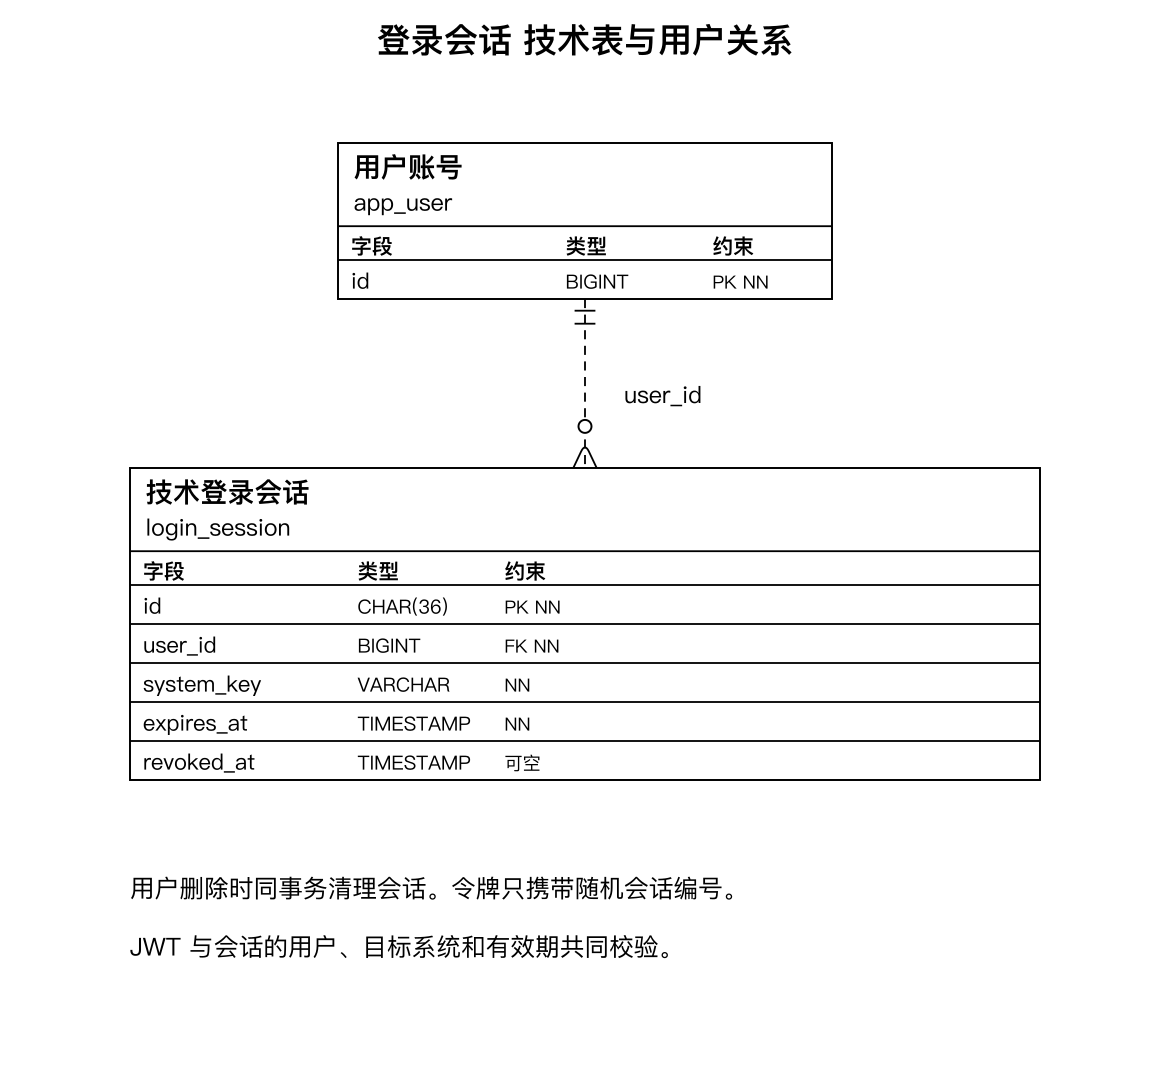 登录会话 技术表与用户关系
用户账号
app_user
字段 类型 约束
id BIGINT PK NN
user_id
技术登录会话
login_session
字段 类型 约束
id CHAR(36) PK NN
user_id BIGINT FK NN
system_key VARCHAR NN
expires_at TIMESTAMP NN
revoked_at TIMESTAMP 可空
用户删除时同事务清理会话。令牌只携带随机会话编号。
JWT 与会话的用户、目标系统和有效期共同校验。